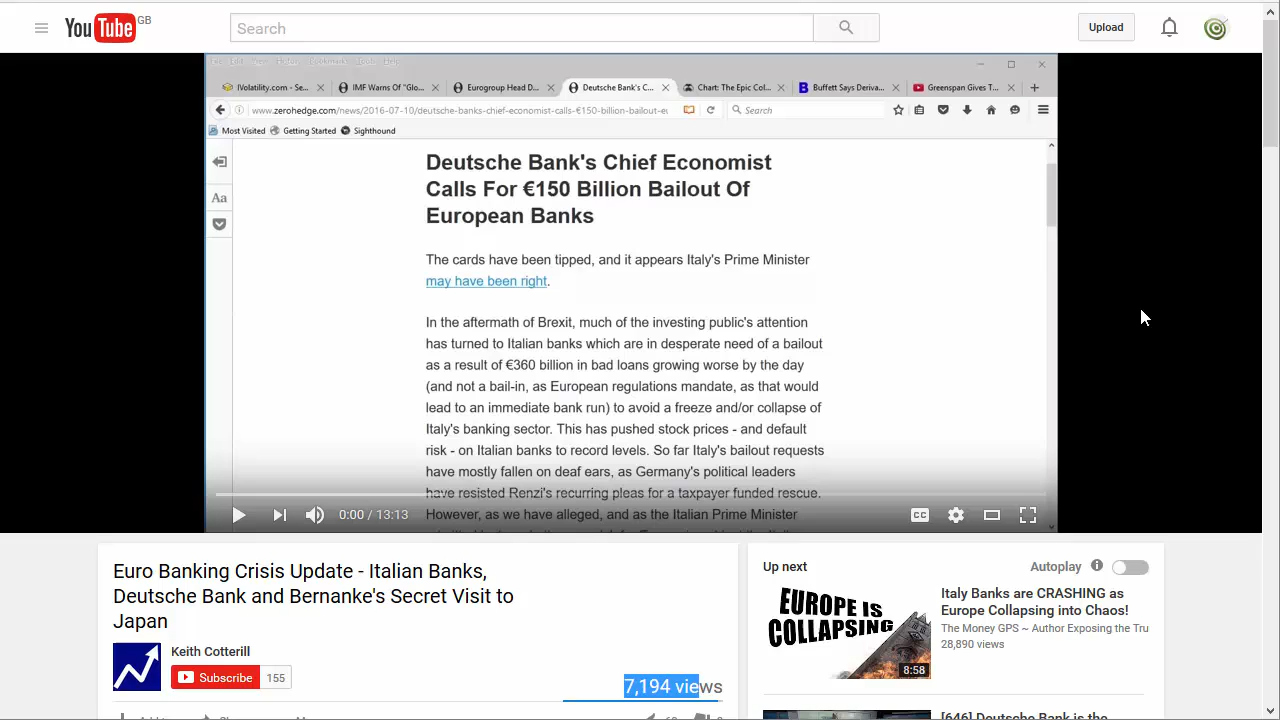 YouTube GB
Search
Upload
IVolatility.com - Se...
IMF Warns Of "Glo...
Eurogroup Head D...
Deutsche Bank's C...
Chart: The Epic Col...
Buffett Says Deriva...
Greenspan Gives T...
www.zerohedge.com/news/2016-07-10/deutsche-banks-chief-economist-calls-€150-billion-bailout-eu
Search
Most Visited
Getting Started
Sighthound
Aa
Deutsche Bank's Chief Economist
Calls For €150 Billion Bailout Of
European Banks
The cards have been tipped, and it appears Italy's Prime Minister
may have been right.
In the aftermath of Brexit, much of the investing public's attention
has turned to Italian banks which are in desperate need of a bailout
as a result of €360 billion in bad loans growing worse by the day
(and not a bail-in, as European regulations mandate, as that would
lead to an immediate bank run) to avoid a freeze and/or collapse of
Italy's banking sector. This has pushed stock prices - and default
risk - on Italian banks to record levels. So far Italy's bailout requests
have mostly fallen on deaf ears, as Germany's political leaders
have resisted Renzi's recurring pleas for a taxpayer funded rescue.
However, as we have alleged, and as the Italian Prime Minister
0:00 / 13:13
CC
Euro Banking Crisis Update - Italian Banks,
Deutsche Bank and Bernanke's Secret Visit to
Japan
Keith Cotterill
Subscribe 155
7,194 views
Up next
Autoplay
EUROPE IS
COLLAPSING
8:58
Italy Banks are CRASHING as
Europe Collapsing into Chaos!
The Money GPS ~ Author Exposing the Tru
28,890 views
[646] Deutsche Bank is the